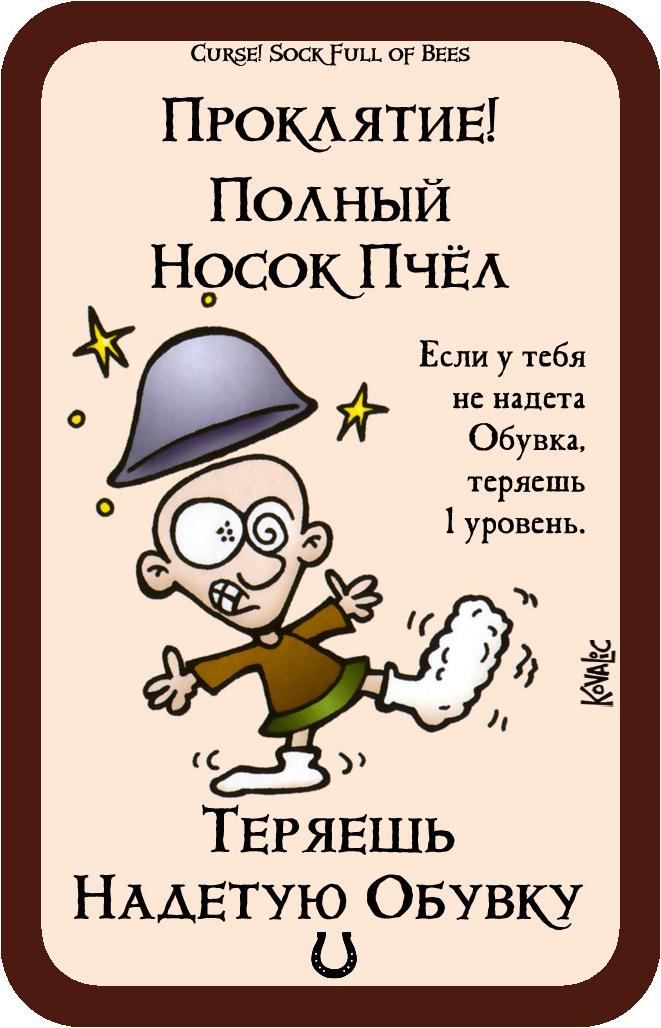 Curse! Sock Full of Bees
Проклятие!
Полный
Носок Пчёл
Если у тебя
не надета
Обувка,
теряешь
1 уровень.
Kovalic
Теряешь
Надетую Обувку